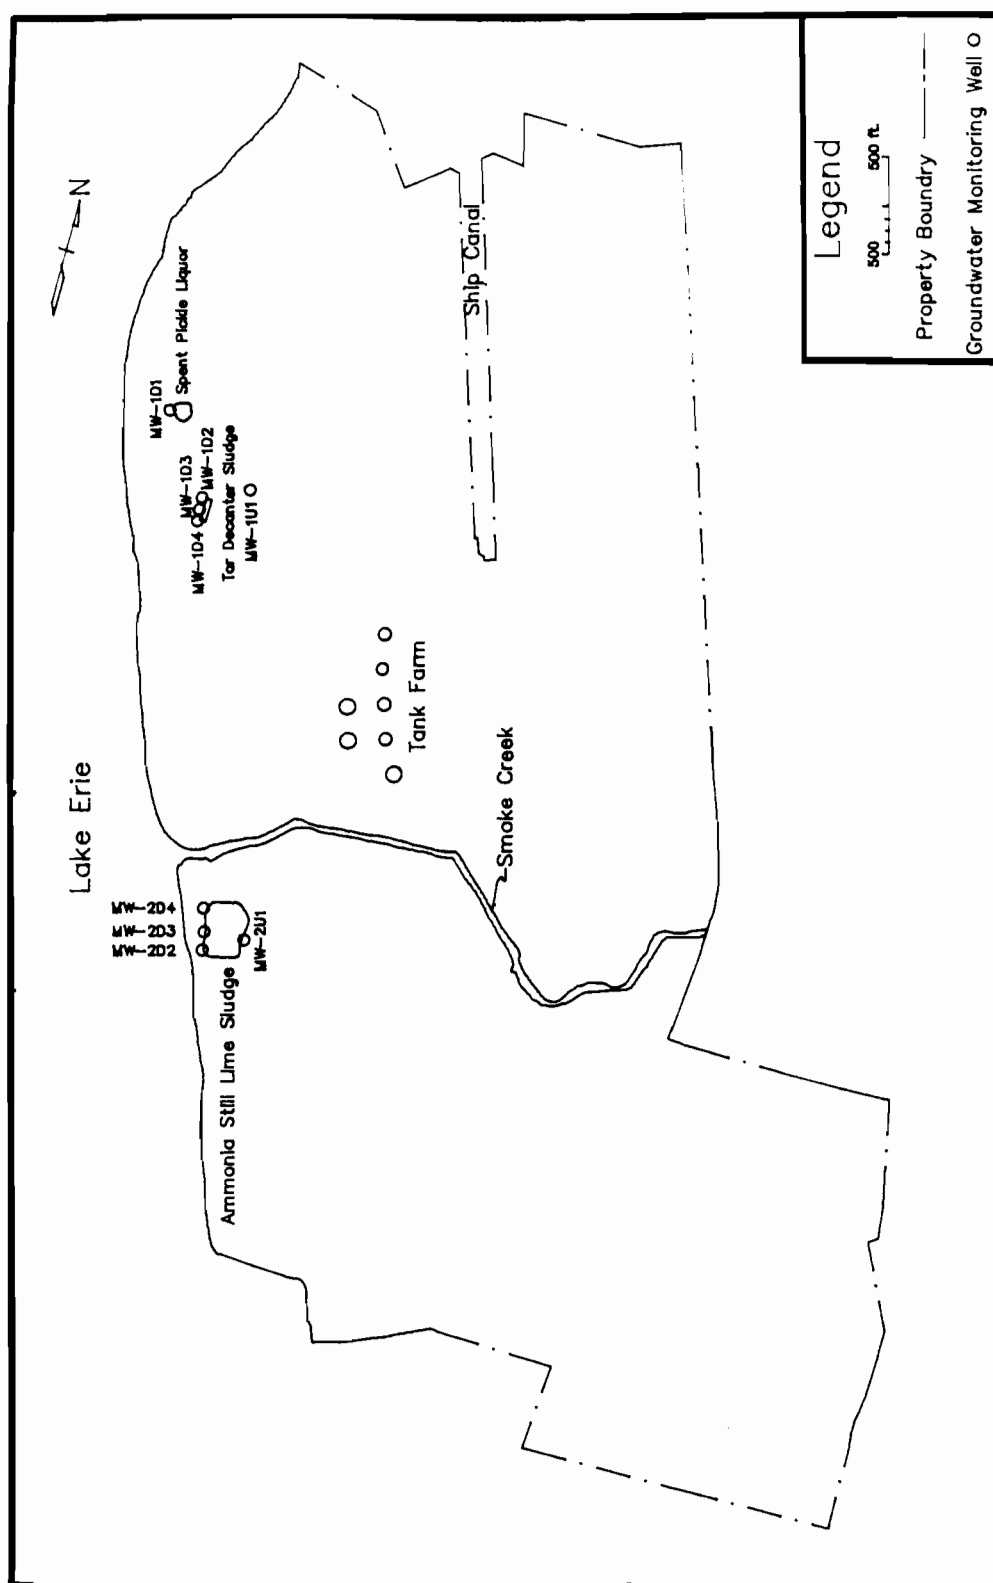 N
Lake Erie
MW-1D1
Spent Pickle Liquor
MW-1D3
MW-1D2
MW-1D4
Tar Decanter Sludge
MW-1U1
Ship Canal
Tank Farm
Smoke Creek
MW-2D4
MW-2D3
MW-2D2
MW-2U1
Ammonia Still Lime Sludge
Legend
500 500 ft.
Property Boundry
Groundwater Monitoring Well